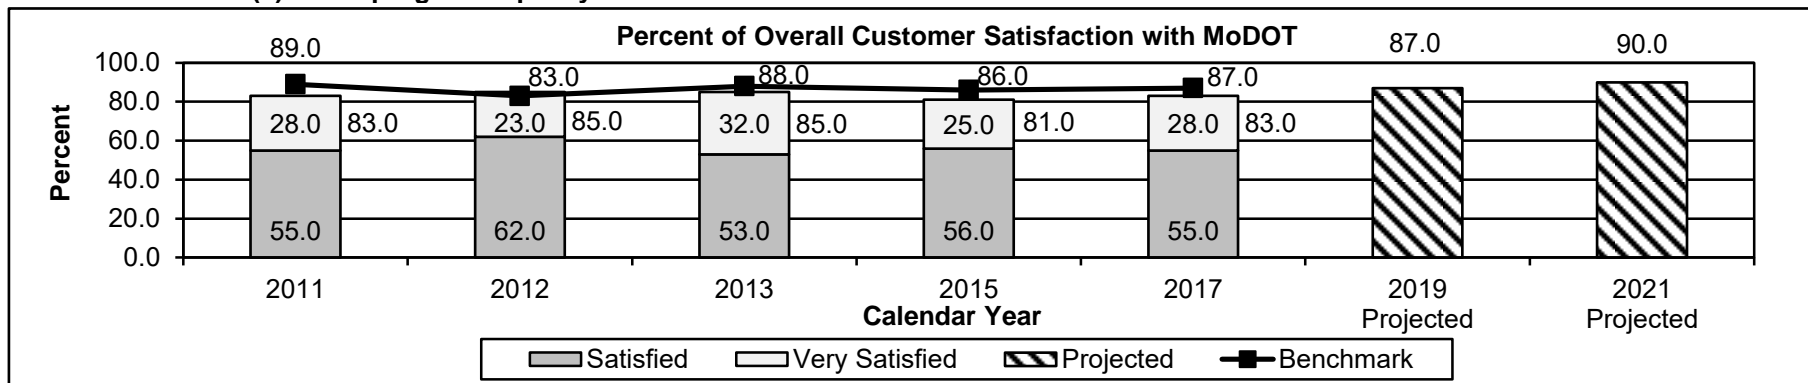 Percent of Overall Customer Satisfaction with MoDOT
89.0 83.0 88.0 86.0 87.0 87.0 90.0
100.0
80.0
60.0
40.0
20.0
0.0
Percent
28.0 83.0 23.0 85.0 32.0 85.0 25.0 81.0 28.0 83.0
55.0 62.0 53.0 56.0 55.0
2011 2012 2013 2015 2017 2019 2021
Projected Projected
Calendar Year
Satisfied Very Satisfied Projected Benchmark